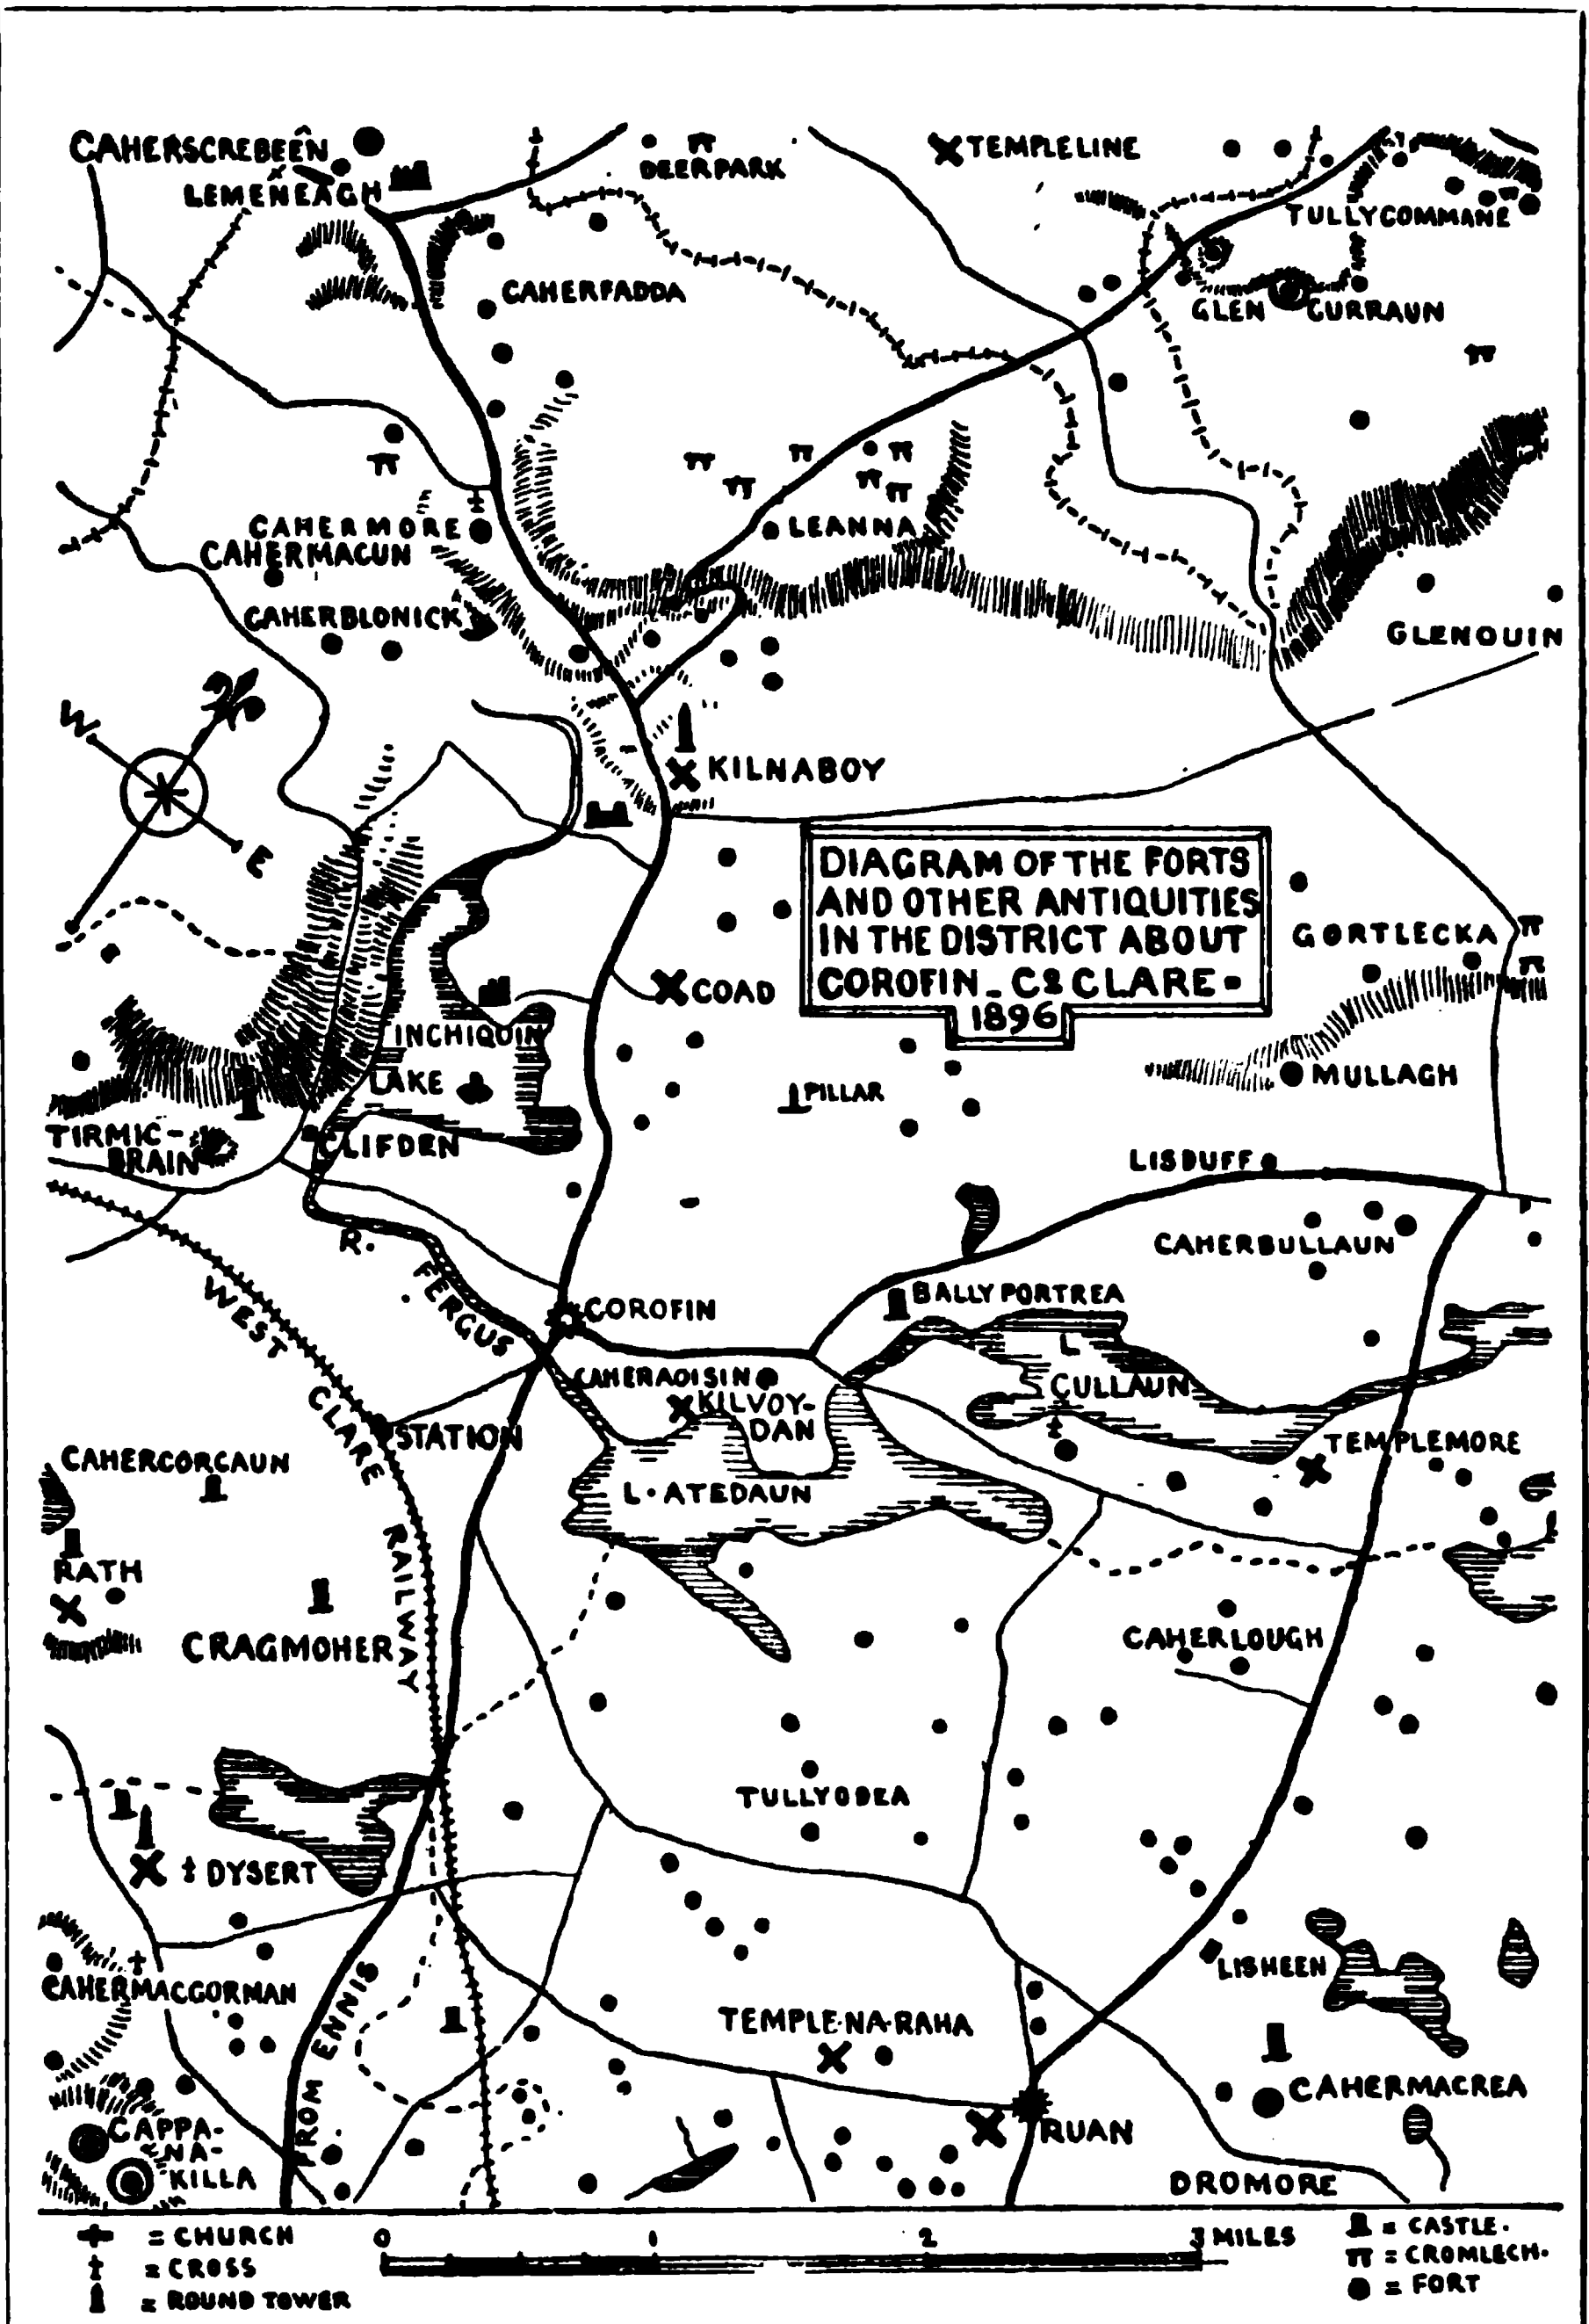 CAHERSCREBEEN
LEMENEAGH
DEERPARK
TEMPLELINE
TULLYCOMMANE
CAHERFADDA
GLEN CURRAUN
CAHERMORE
CAHERMACUN
LEANNA
CAHERBLONICK
GLENQUIN
W.
E
KILNABOY
DIAGRAM OF THE FORTS
AND OTHER ANTIQUITIES
IN THE DISTRICT ABOUT
COROFIN _ Co CLARE =
1896
GORTLECKA
COAD
INCHIQUIN
LAKE
PILLAR
MULLAGH
TIRMIC-
BRAIN
CLIFDEN
LISDUFF
R. FERGUS
CAHERBULLAUN
BALLYPORTREA
COROFIN
L
CULLAUN
CAHERAOISIN
KILVOY-
DAN
WEST CLARE RAILWAY
STATION
TEMPLEMORE
CAHERCORCAUN
L. ATEDAUN
RATH
CRAGMOHER
CAHERLOUGH
TULLYODEA
DYSERT
LISHEEN
CAHERMACGORMAN
FROM ENNIS
TEMPLE-NA-RAHA
CAHERMACREA
CAPPA-
NA-
KILLA
RUAN
DROMORE
= CHURCH
= CROSS
= ROUND TOWER
0 1 2 3 MILES
= CASTLE.
= CROMLECH.
= FORT